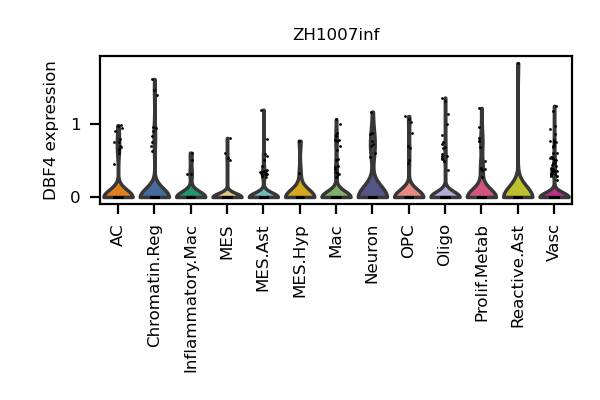 ZH1007inf
DBF4 expression
1
0
AC
Chromatin.Reg
Inflammatory.Mac
MES
MES.Ast
MES.Hyp
Mac
Neuron
OPC
Oligo
Prolif.Metab
Reactive.Ast
Vasc